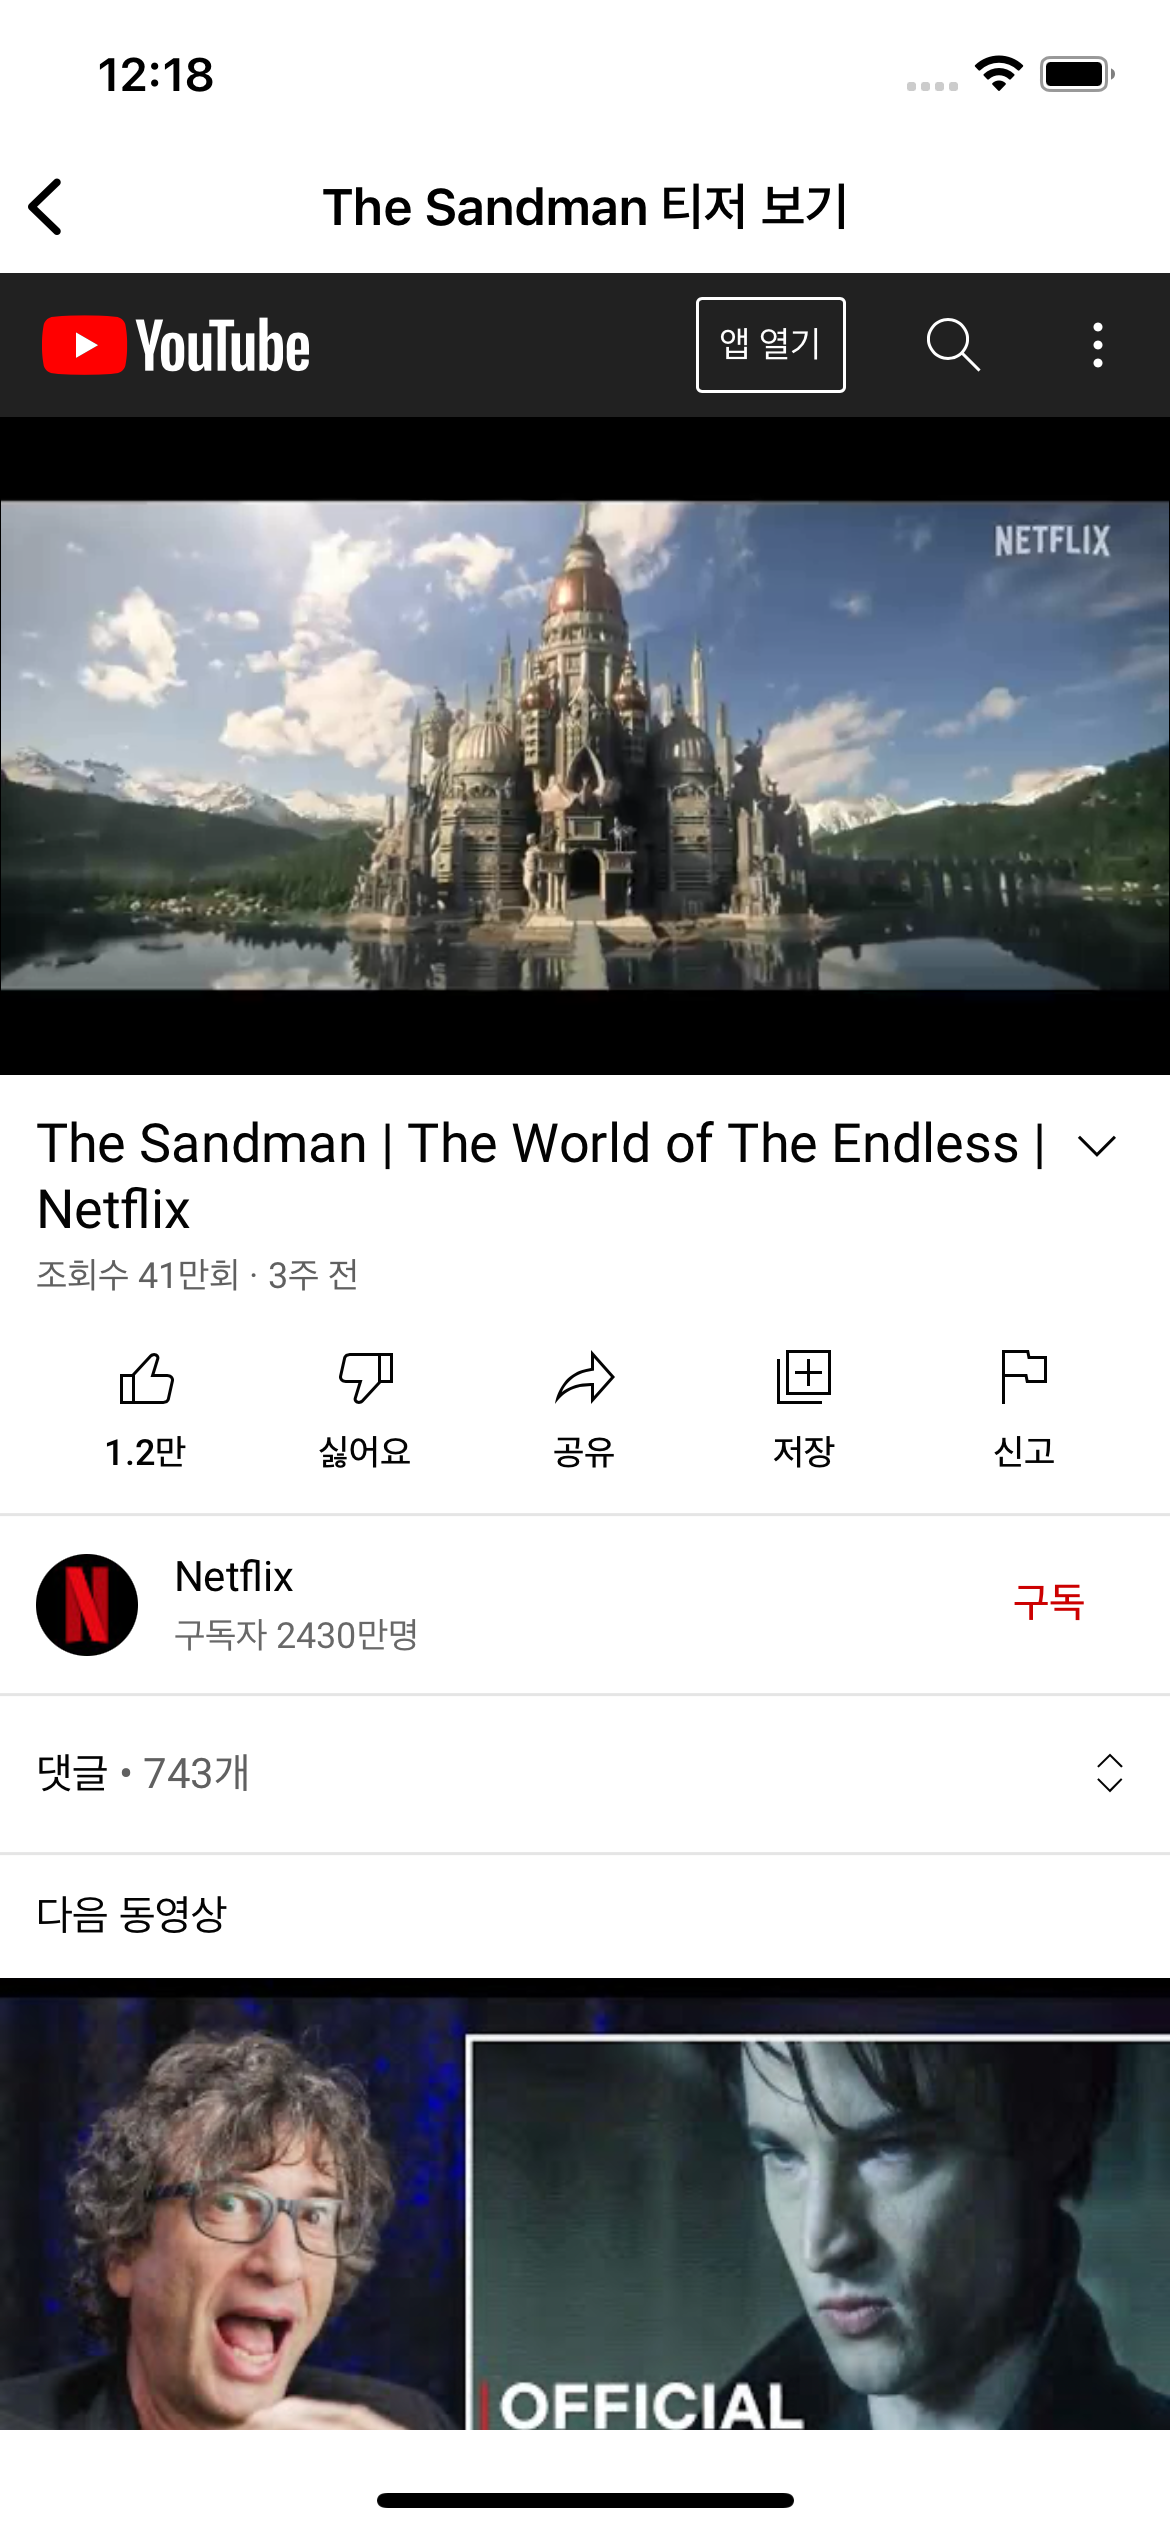 12:18
The Sandman 티저 보기
YouTube
앱 열기
NETFLIX
The Sandman | The World of The Endless |
Netflix
조회수 41만회 · 3주 전
1.2만
싫어요
공유
저장
신고
Netflix
구독자 2430만명
구독
댓글 • 743개
다음 동영상
OFFICIAL